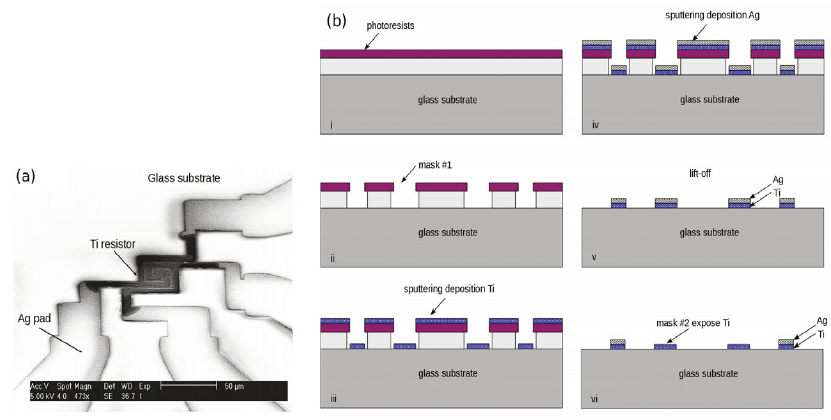 (a)
Glass substrate
Ti resistor
Ag pad
Acc.V Spot Magn Det WD Exp
5.00 kV 4.0 473x SE 36.7 1
50 µm
(b)
photoresists
glass substrate
i
mask #1
glass substrate
ii
sputtering deposition Ti
glass substrate
iii
sputtering deposition Ag
glass substrate
iv
lift-off
Ag
Ti
glass substrate
v
mask #2 expose Ti
Ag
Ti
glass substrate
vi